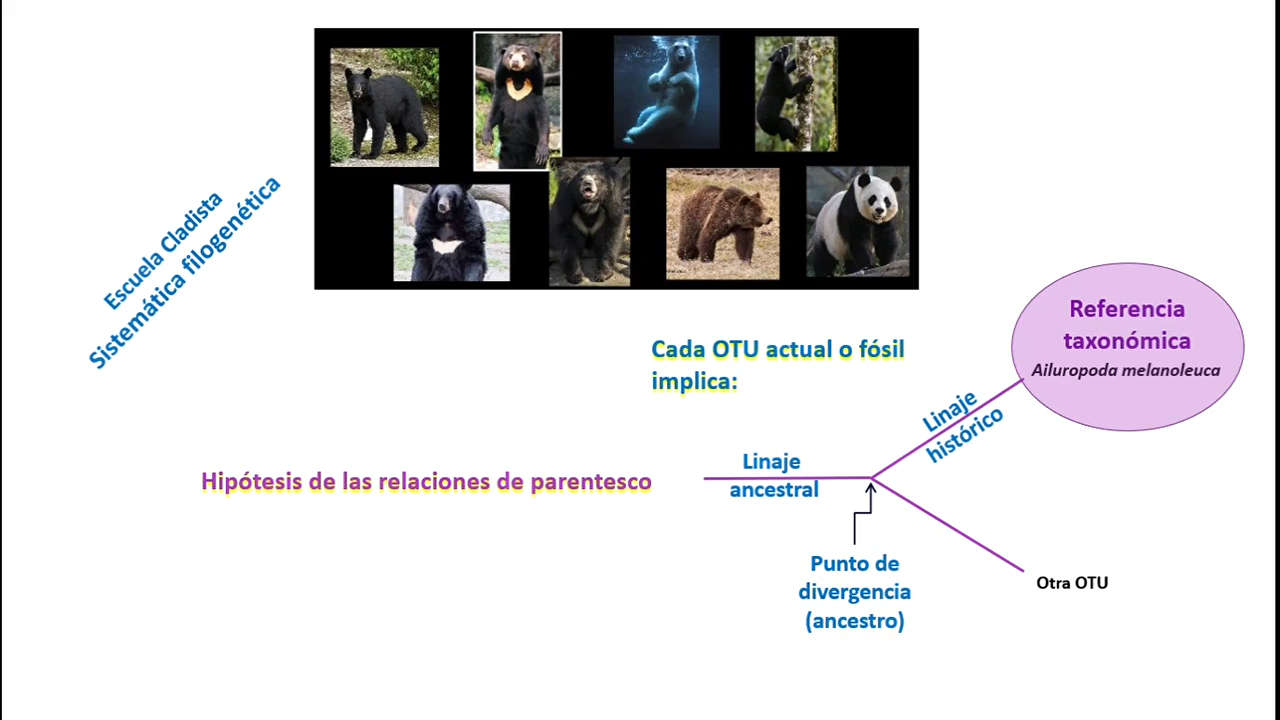 Escuela Cladista
Sistemática filogenética
Referencia
taxonómica
Ailuropoda melanoleuca
Cada OTU actual o fósil
implica:
Linaje
histórico
Hipótesis de las relaciones de parentesco
Linaje
ancestral
Punto de
divergencia
(ancestro)
Otra OTU